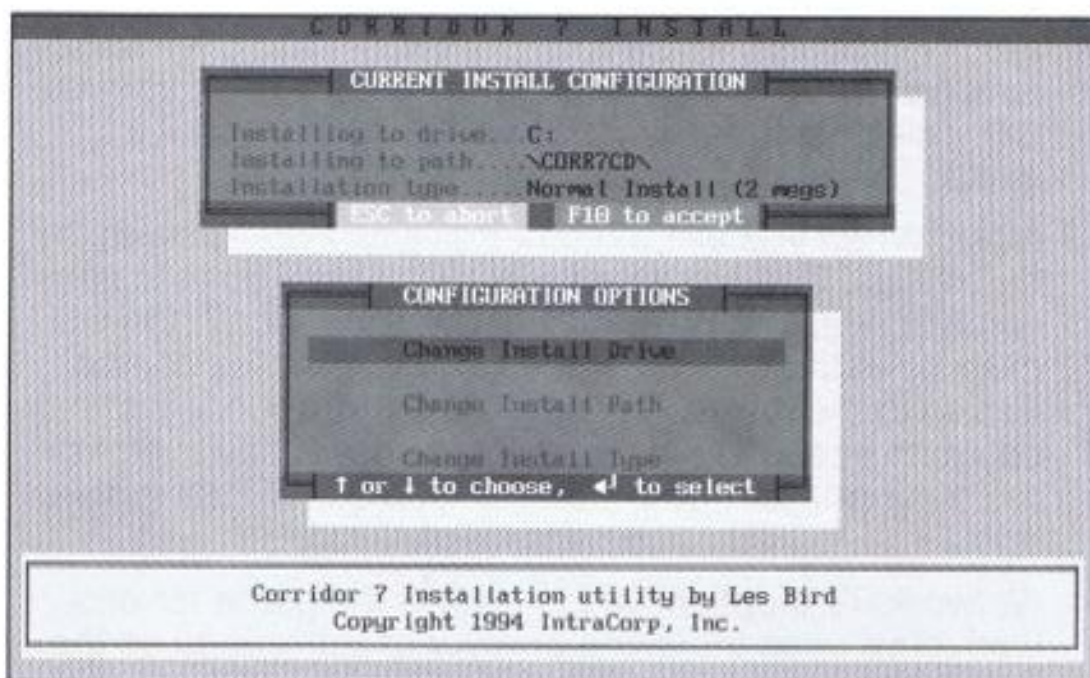 CORRIDOR 7 INSTALL
CURRENT INSTALL CONFIGURATION
Installing to drive...C:
Installing to path....\CORR7CD\
Installation type.....Normal Install (2 megs)
ESC to abort F10 to accept
CONFIGURATION OPTIONS
Change Install Drive
Change Install Path
Change Install Type
↑ or ↓ to choose, ◄┘ to select
Corridor 7 Installation utility by Les Bird
Copyright 1994 IntraCorp, Inc.